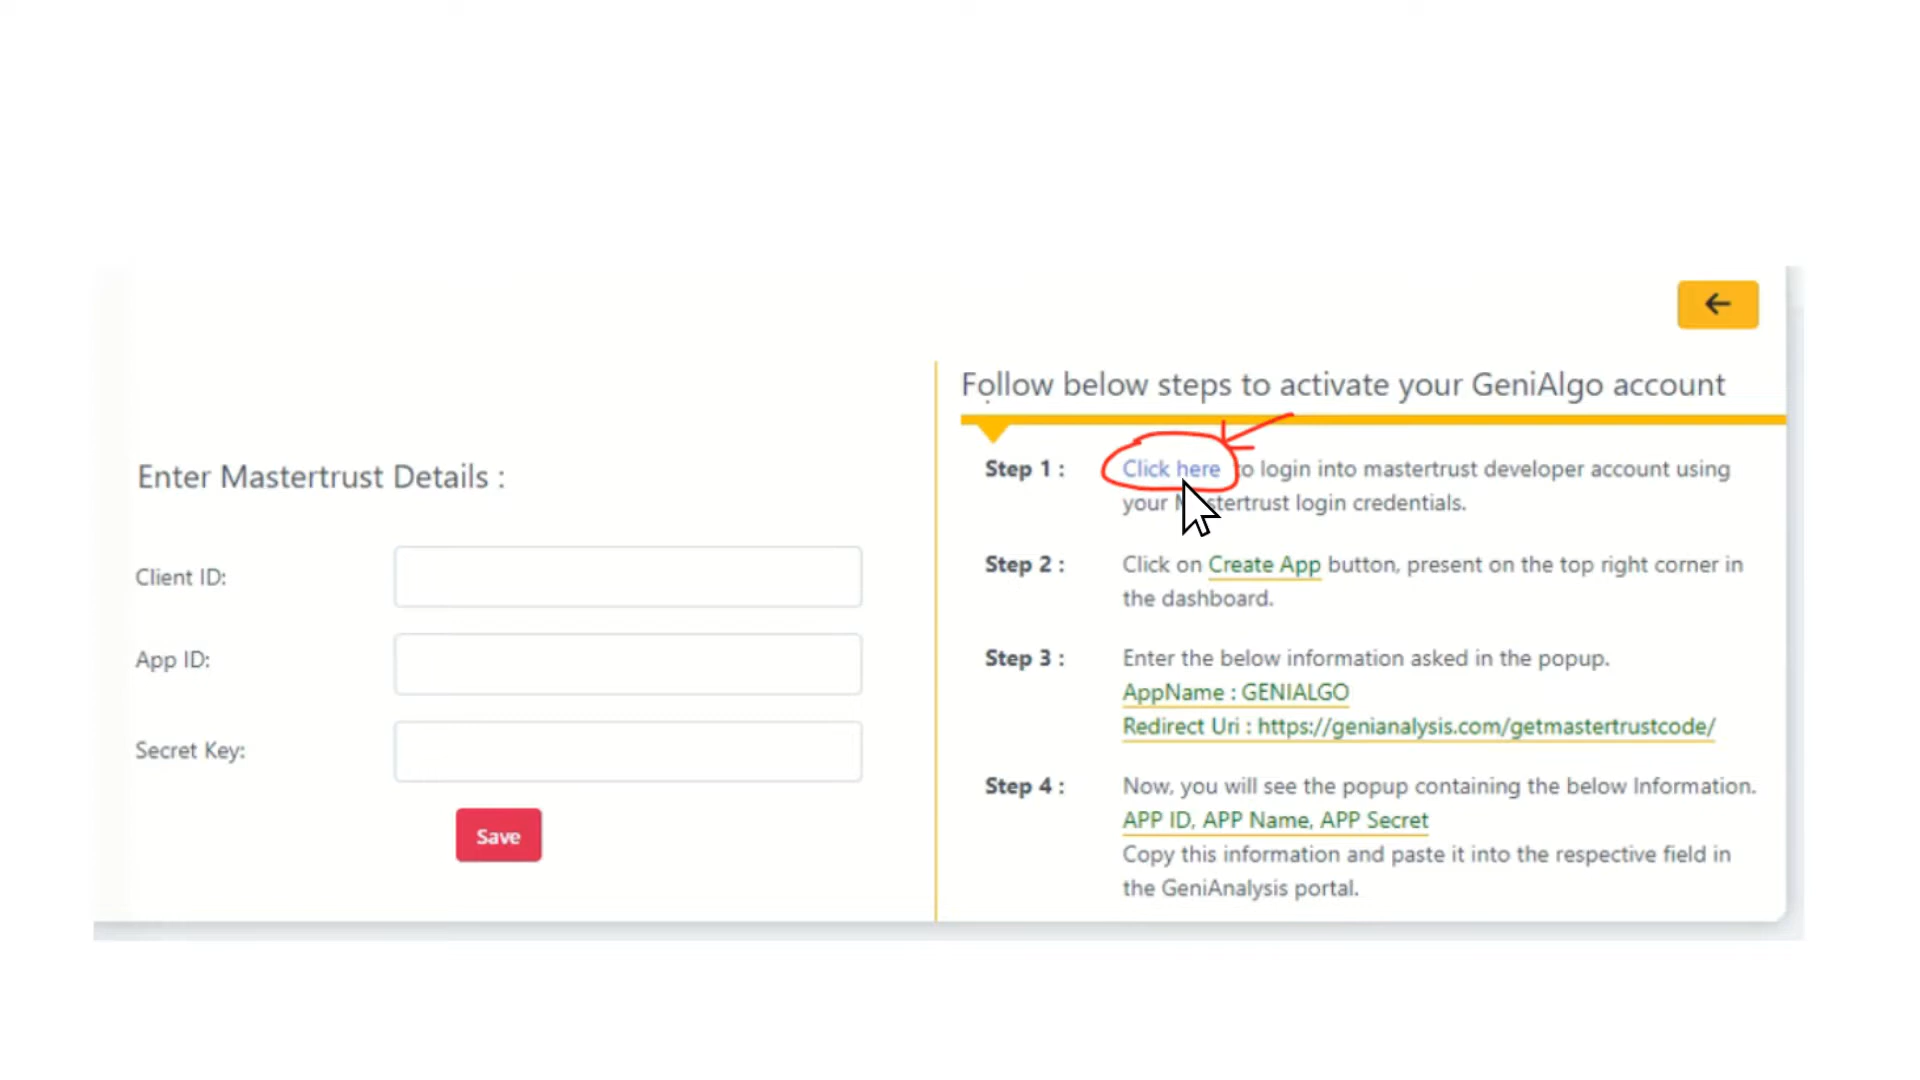 Follow below steps to activate your GeniAlgo account
Enter Mastertrust Details :
Client ID:
App ID:
Secret Key:
Save
Step 1 : Click here to login into mastertrust developer account using
your Mastertrust login credentials.
Step 2 : Click on Create App button, present on the top right corner in
the dashboard.
Step 3 : Enter the below information asked in the popup.
AppName : GENIALGO
Redirect Uri : https://genianalysis.com/getmastertrustcode/
Step 4 : Now, you will see the popup containing the below Information.
APP ID, APP Name, APP Secret
Copy this information and paste it into the respective field in
the GeniAnalysis portal.